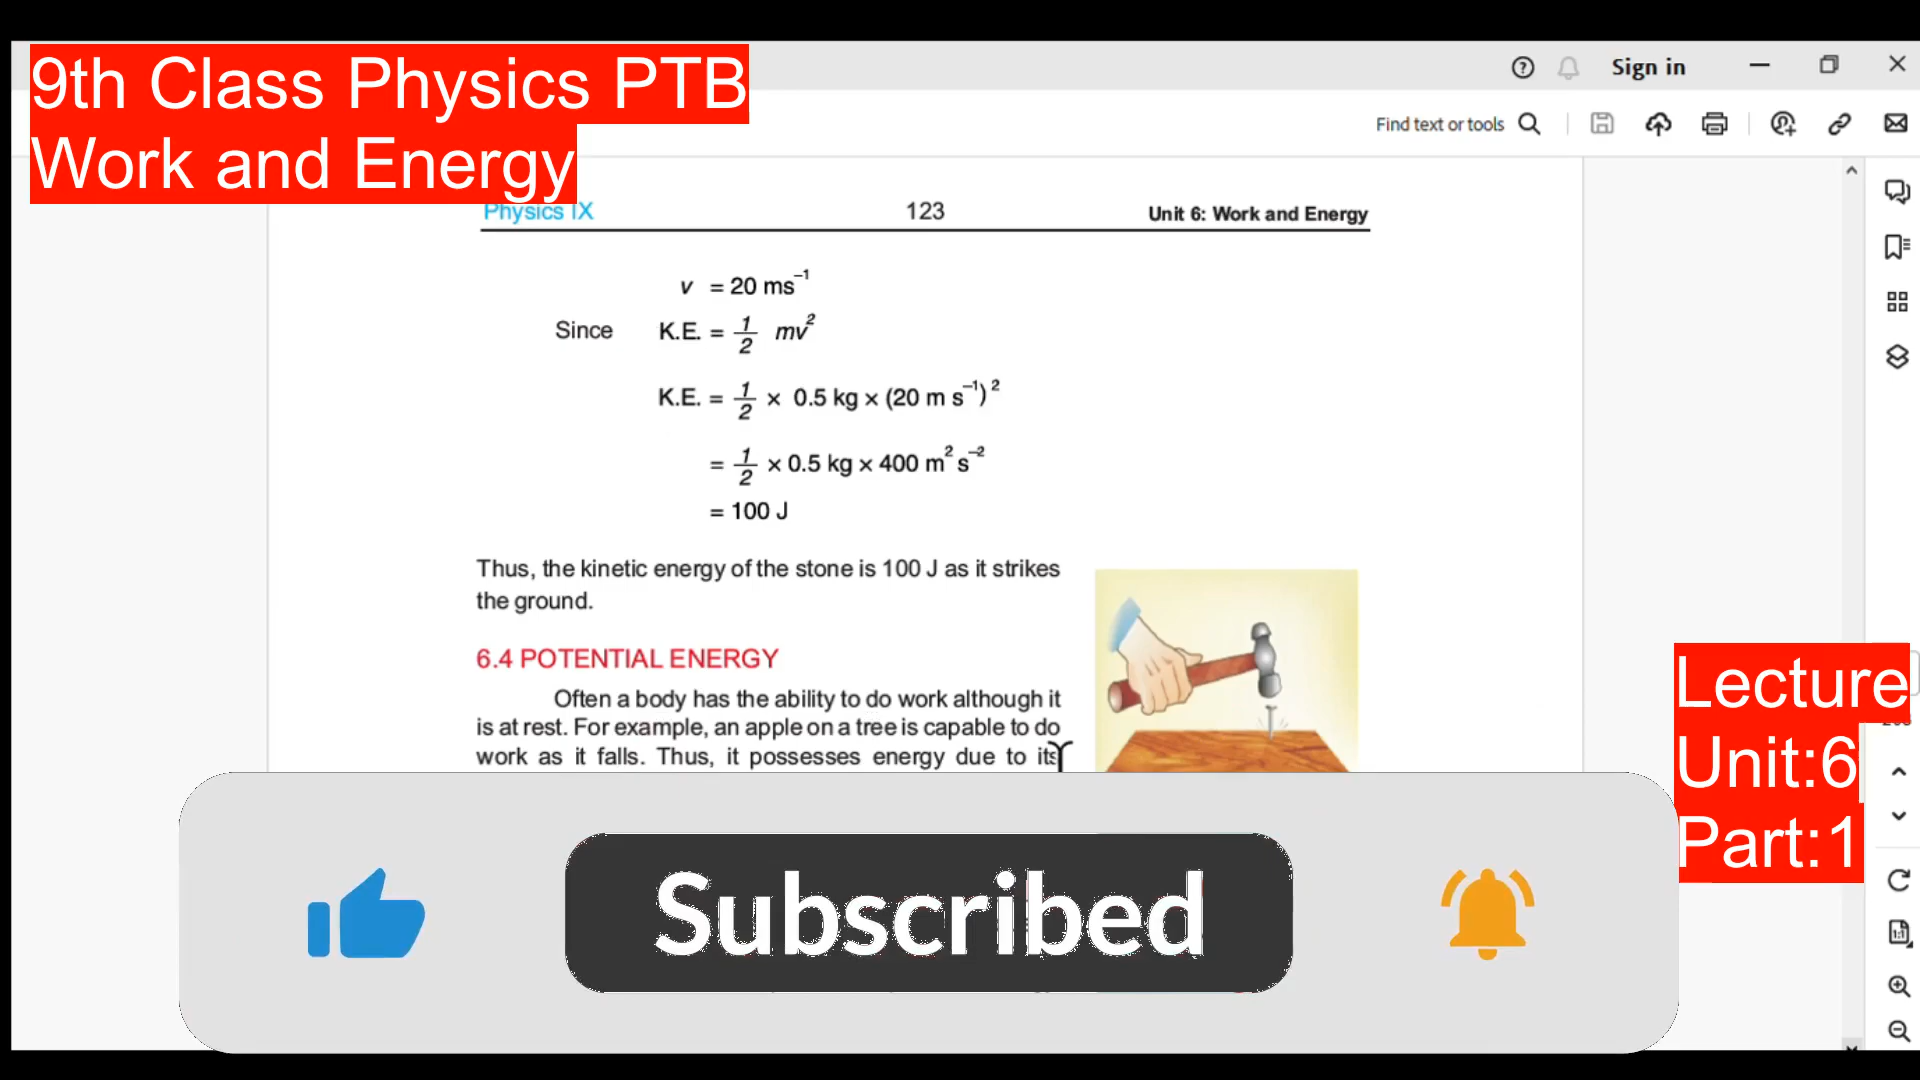 9th Class Physics PTB
Work and Energy
Sign in
Find text or tools
Physics IX 123 Unit 6: Work and Energy
v = 20 ms⁻¹
Since K.E. = 1/2 mv²
K.E. = 1/2 × 0.5 kg × (20 m s⁻¹)²
= 1/2 × 0.5 kg × 400 m² s⁻²
= 100 J
Thus, the kinetic energy of the stone is 100 J as it strikes
the ground.
6.4 POTENTIAL ENERGY
Often a body has the ability to do work although it
is at rest. For example, an apple on a tree is capable to do
work as it falls. Thus, it possesses energy due to its
Lecture
Unit:6
Part:1
Subscribed
1:1